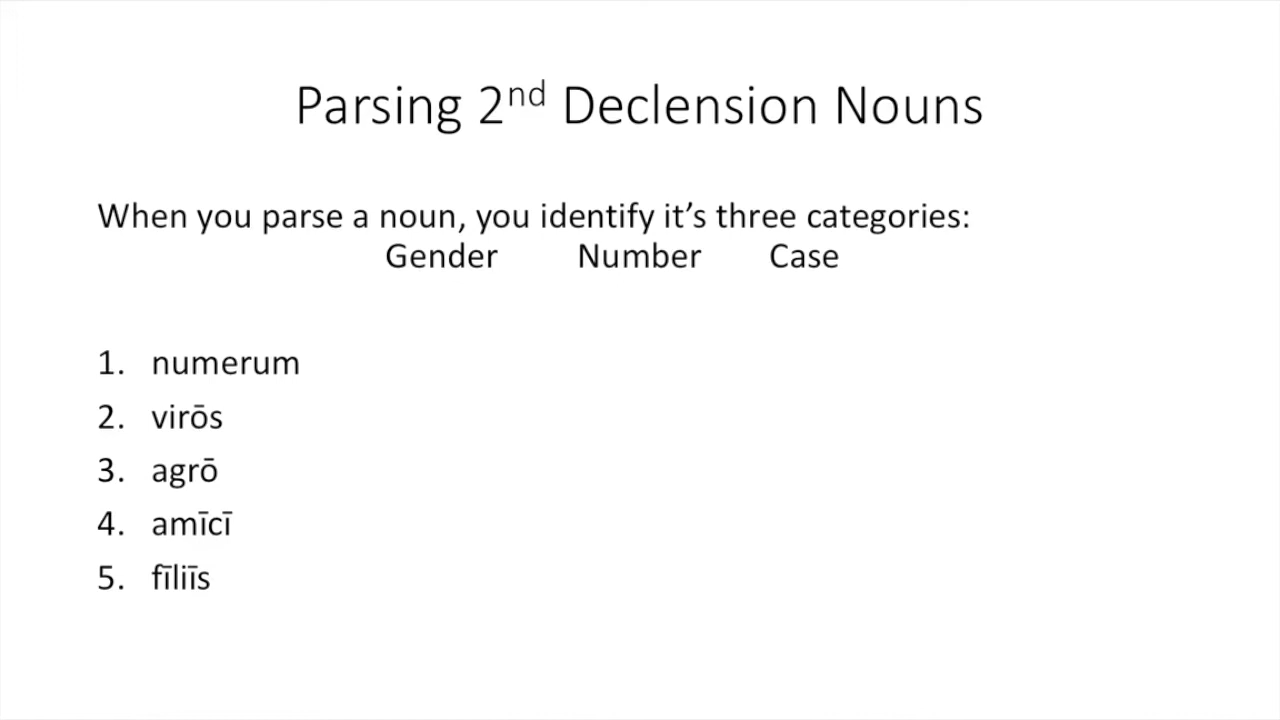 Parsing 2nd Declension Nouns
When you parse a noun, you identify it’s three categories:
Gender Number Case
1. numerum
2. virōs
3. agrō
4. amīcī
5. fīliīs